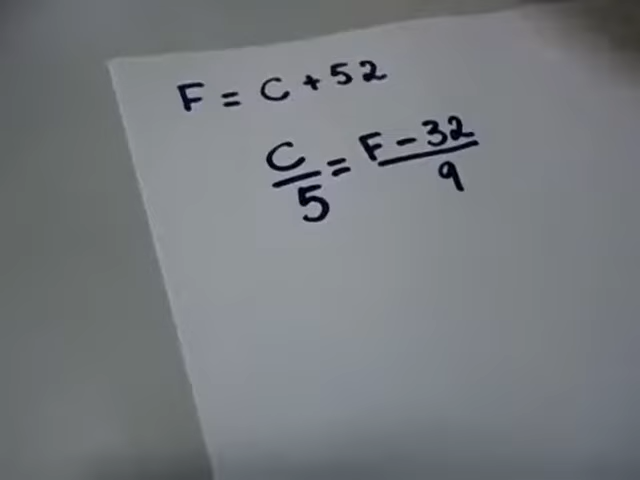 F = C + 52
C/5 = F - 32/9